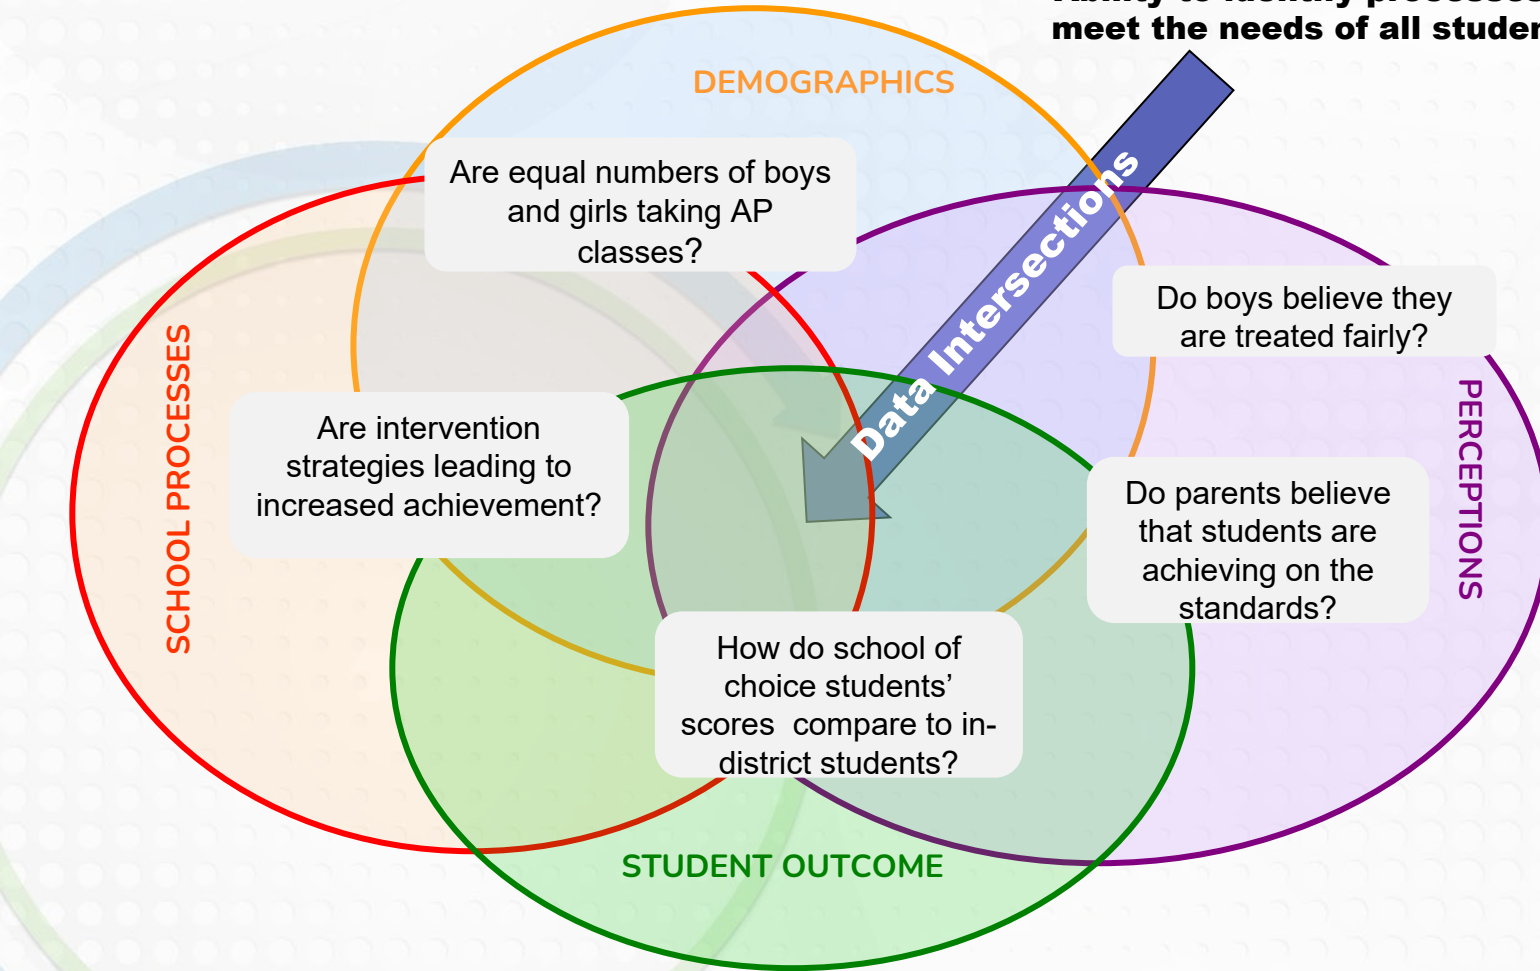 meet the needs of all studen
DEMOGRAPHICS
Are equal numbers of boys
and girls taking AP
classes?
Data Intersections
Do boys believe they
are treated fairly?
SCHOOL PROCESSES
PERCEPTIONS
Are intervention
strategies leading to
increased achievement?
Do parents believe
that students are
achieving on the
standards?
How do school of
choice students’
scores compare to in-
district students?
STUDENT OUTCOME